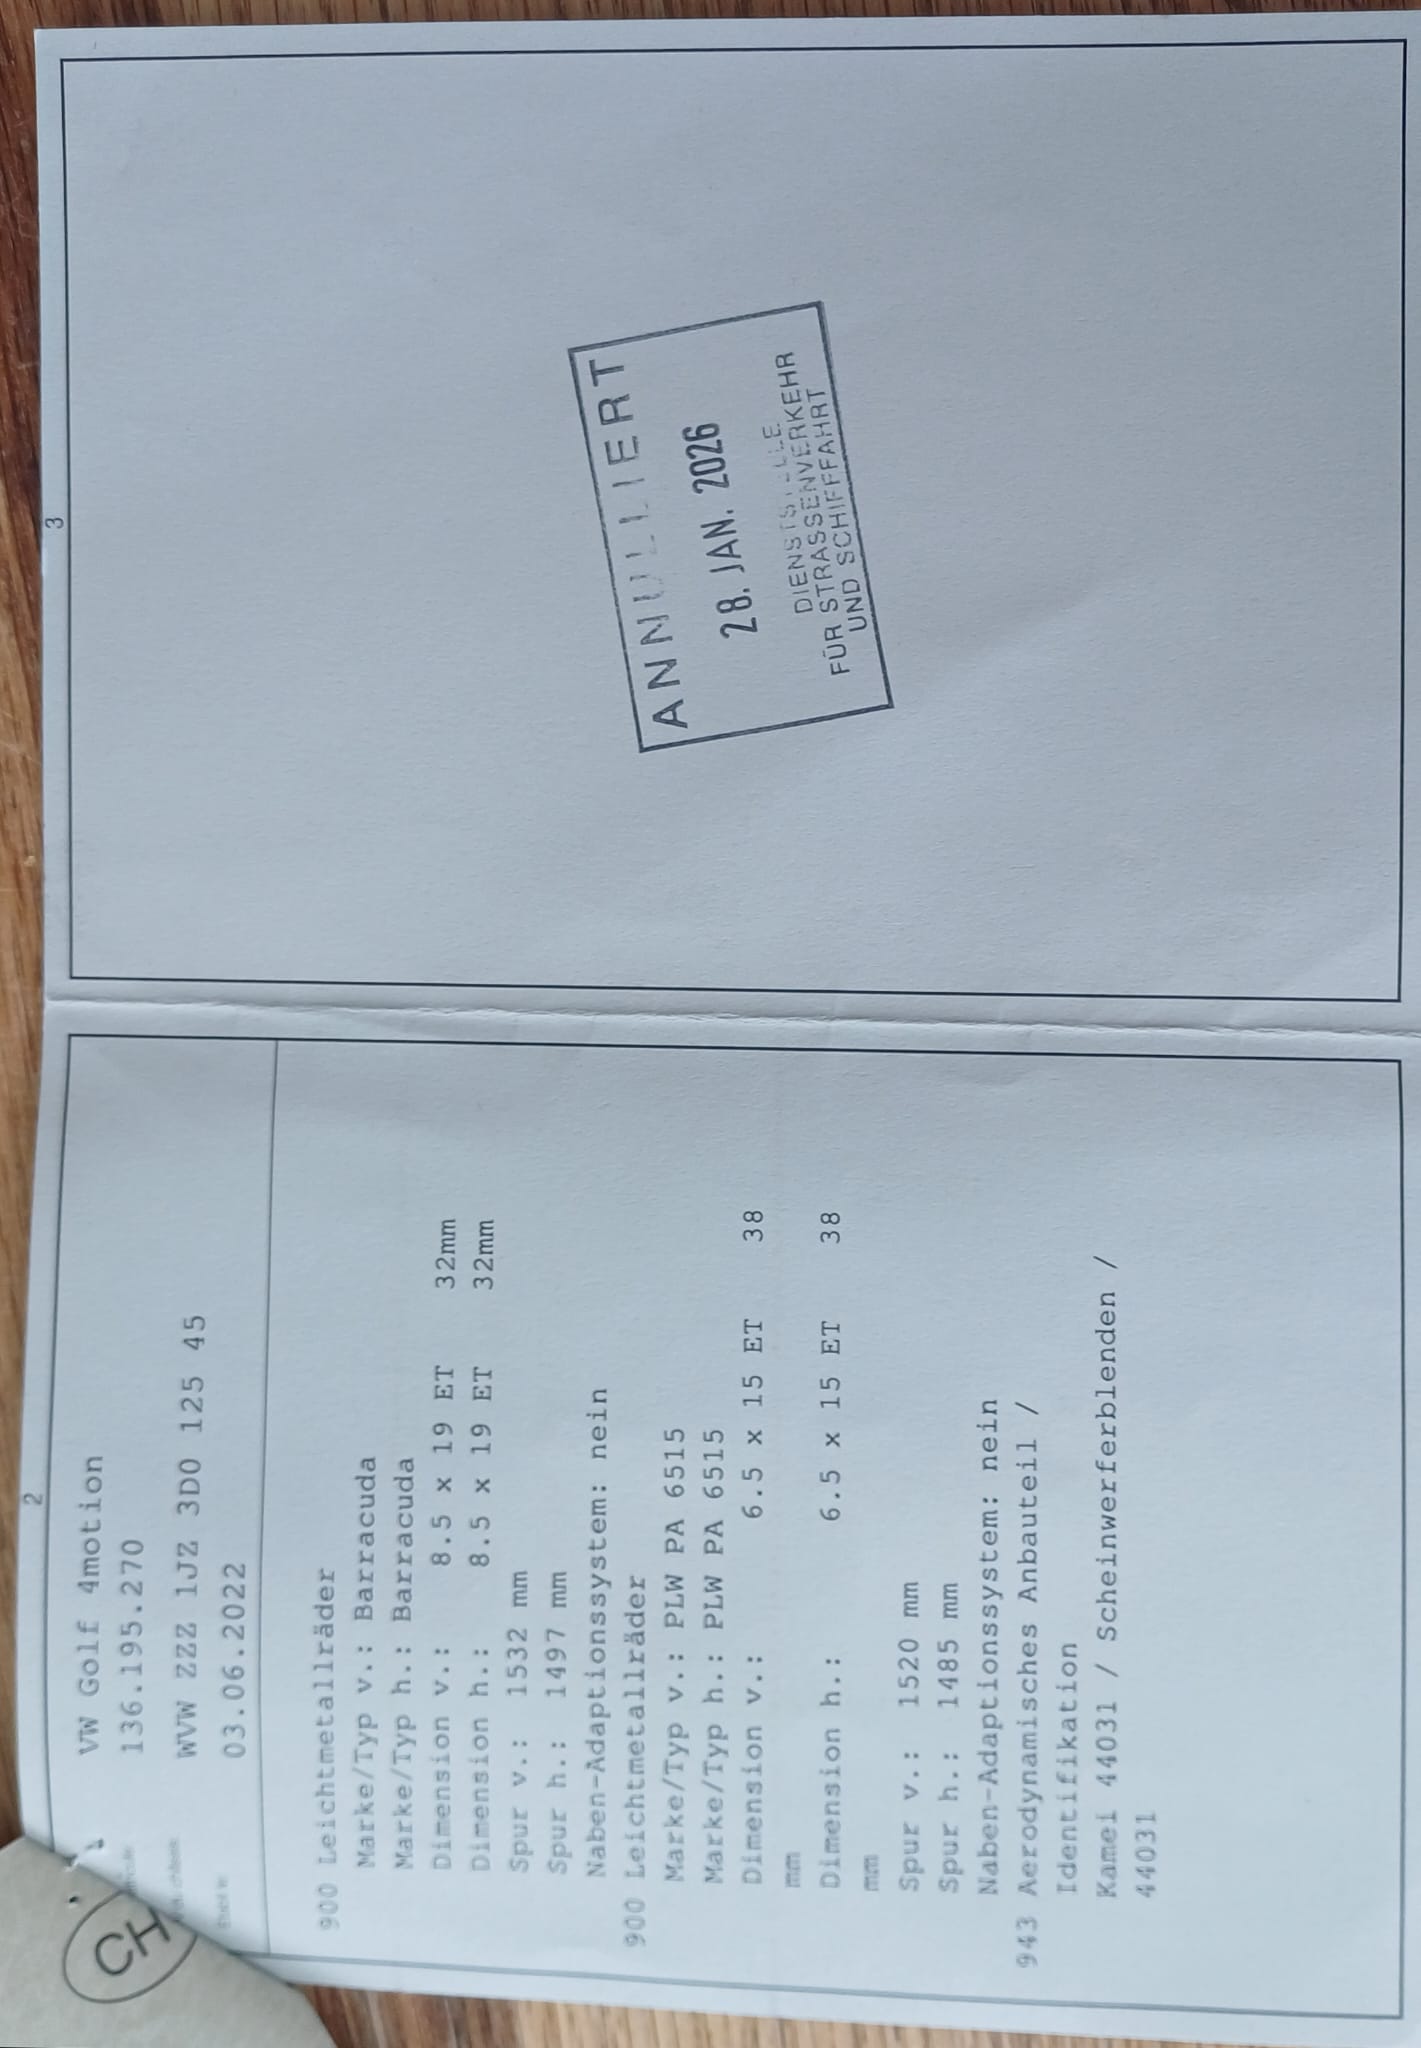 2
VW Golf 4motion
136.195.270
WVW ZZZ 1JZ 3D0 125 45
03.06.2022
CH
900 Leichtmetallräder
Marke/Typ v.: Barracuda
Marke/Typ h.: Barracuda
Dimension v.: 8.5 x 19 ET 32mm
Dimension h.: 8.5 x 19 ET 32mm
Spur v.: 1532 mm
Spur h.: 1497 mm
Naben-Adaptionssystem: nein
900 Leichtmetallräder
Marke/Typ v.: PLW PA 6515
Marke/Typ h.: PLW PA 6515
Dimension v.: 6.5 x 15 ET 38
mm
Dimension h.: 6.5 x 15 ET 38
mm
Spur v.: 1520 mm
Spur h.: 1485 mm
Naben-Adaptionssystem: nein
943 Aerodynamisches Anbauteil /
Identifikation
Kamei 44031 / Scheinwerferblenden /
44031
3
ANNULLIERT
28. JAN. 2026
DIENSTSTELLE
FÜR STRASSENVERKEHR
UND SCHIFFFAHRT